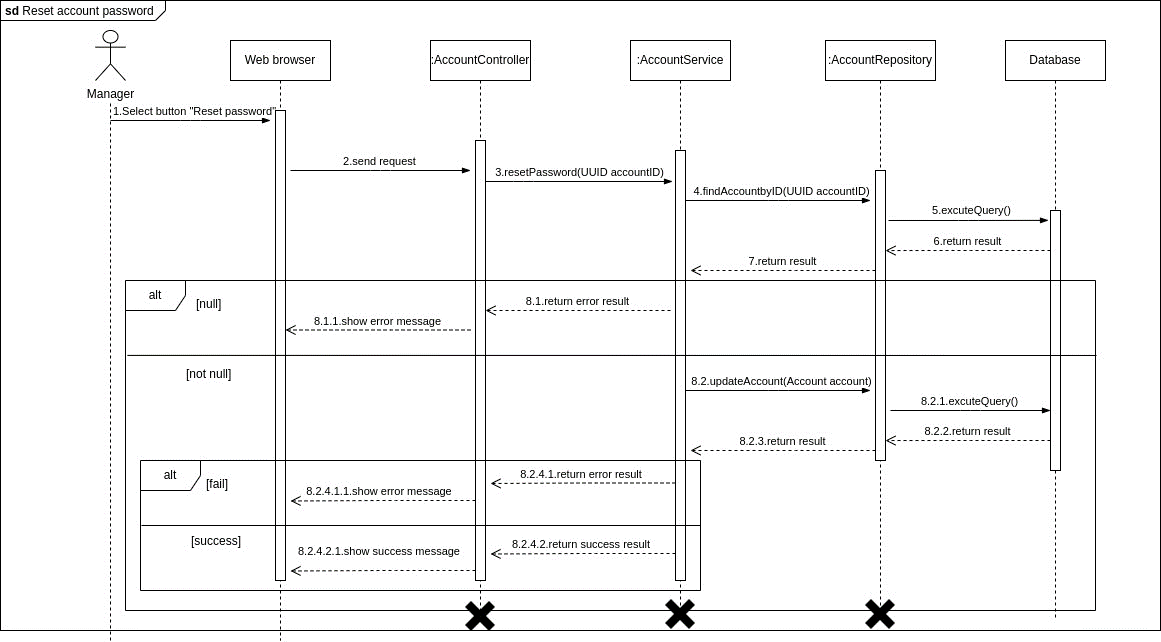 sd Reset account password
Manager
Web browser
:AccountController
:AccountService
:AccountRepository
Database
1.Select button "Reset password"
2.send request
3.resetPassword(UUID accountID)
4.findAccountbyID(UUID accountID)
5.excuteQuery()
6.return result
7.return result
alt
[null]
8.1.return error result
8.1.1.show error message
[not null]
8.2.updateAccount(Account account)
8.2.1.excuteQuery()
8.2.2.return result
8.2.3.return result
alt
[fail]
8.2.4.1.return error result
8.2.4.1.1.show error message
[success]
8.2.4.2.return success result
8.2.4.2.1.show success message